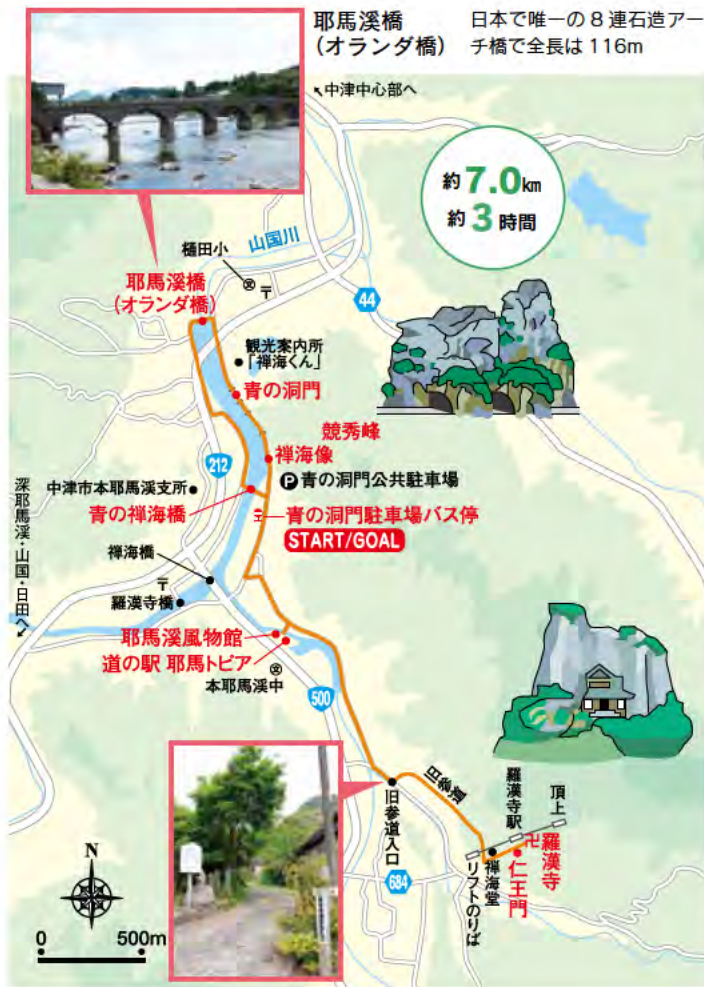 耶馬溪橋
(オランダ橋)
日本で唯一の8連石造アー
チ橋で全長は116m
↖中津中心部へ
約7.0km
約3時間
山国川
樋田小
〒
44
耶馬溪橋
(オランダ橋)
観光案内所
「禅海くん」
青の洞門
競秀峰
禅海像
212
P青の洞門公共駐車場
中津市本耶馬渓支所
青の禅海橋
青の洞門駐車場バス停
START/GOAL
深耶馬渓・山国・日田へ↙
禅海橋
〒
羅漢寺橋
耶馬溪風物館
道の駅 耶馬トピア
本耶馬渓中
500
旧参道
旧参道入口
羅漢寺駅
頂上
卍羅漢寺
仁王門
禅海堂
リフトのりば
684
N
0 500m